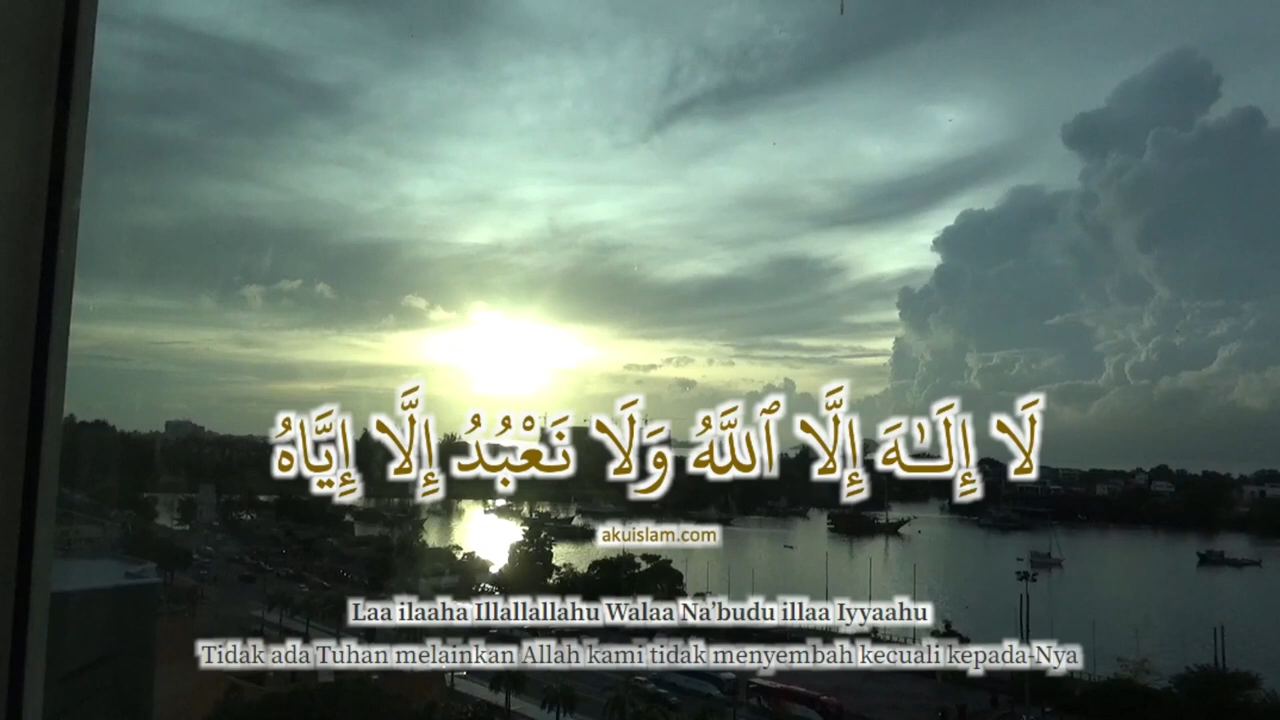 لَا إِلَـٰهَ إِلَّا ٱللَّهُ وَلَا نَعْبُدُ إِلَّا إِيَّاهُ
akuislam.com
Laa ilaaha Illallallahu Walaa Na’budu illaa Iyyaahu
Tidak ada Tuhan melainkan Allah kami tidak menyembah kecuali kepada-Nya